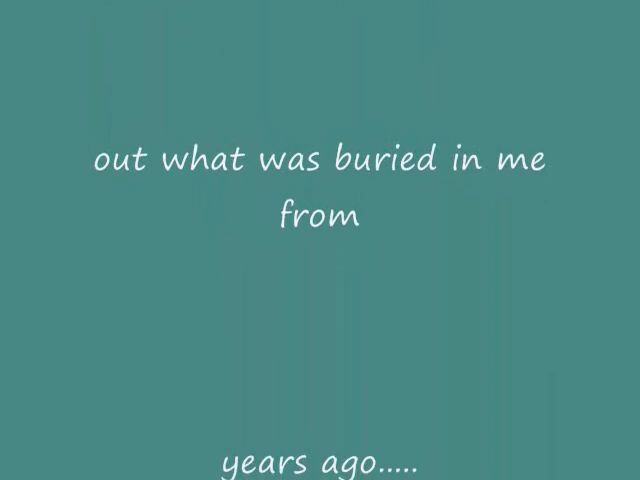 out what was buried in me
from
years ago.....